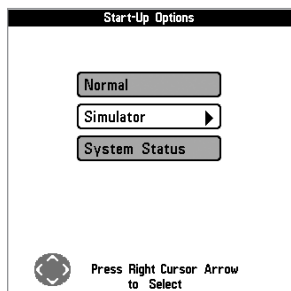 Start-Up Options
Normal
Simulator
System Status
Press Right Cursor Arrow
to Select